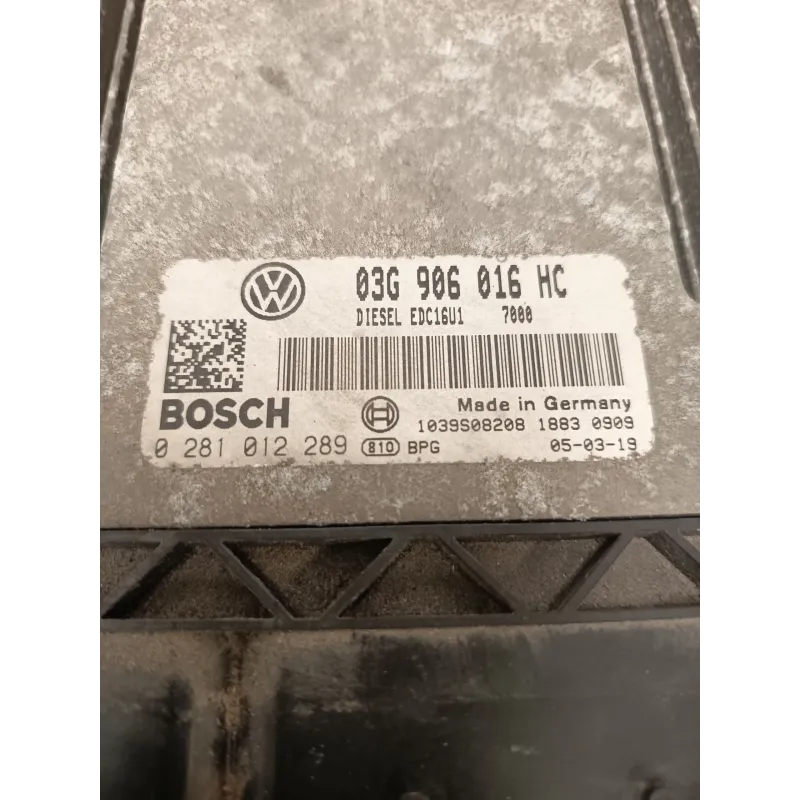 VW
03G 906 016 HC
DIESEL EDC16U1 7000
BOSCH
Made in Germany
1039S08208 1883 0909
0 281 012 289 810 BPG 05-03-19